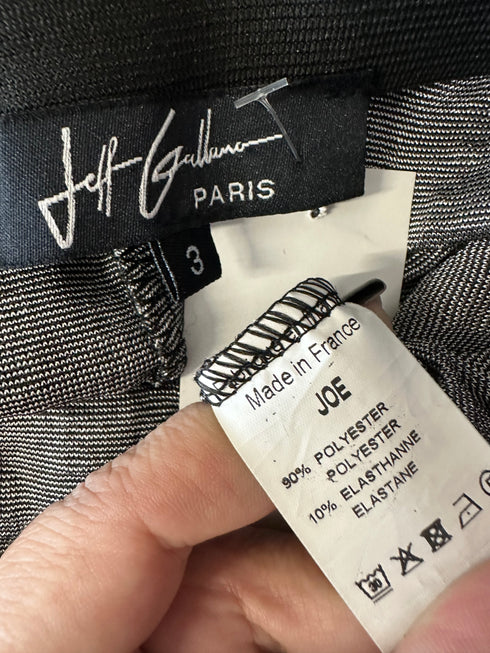 Jeff Gallano
PARIS
3
Made in France
JOE
90% POLYESTER
POLYESTER
10% ELASTHANNE
ELASTANE
30